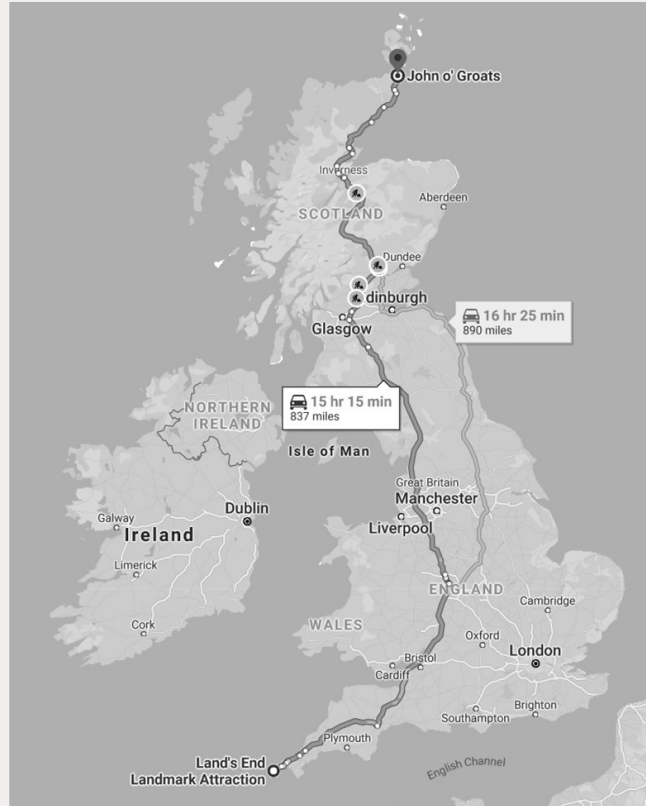 John o' Groats
Inverness
Aberdeen
SCOTLAND
Dundee
dinburgh
16 hr 25 min
890 miles
Glasgow
15 hr 15 min
837 miles
NORTHERN
IRELAND
Isle of Man
Great Britain
Manchester
Dublin
Galway
Liverpool
Ireland
Limerick
ENGLAND
Cambridge
WALES
Cork
Oxford
London
Bristol
Cardiff
Brighton
Southampton
Plymouth
Land's End
Landmark Attraction
English Channel